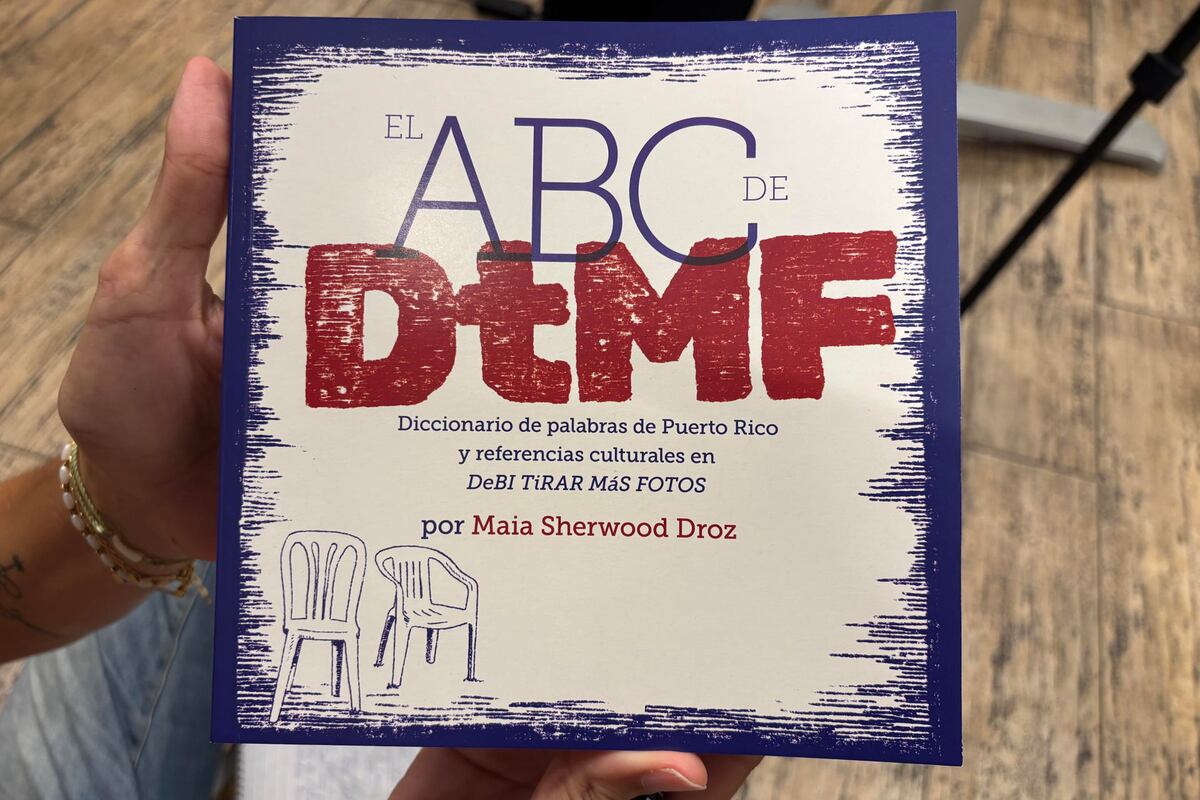 EL ABC DE
DtMF
Diccionario de palabras de Puerto Rico
y referencias culturales en
DeBI TiRAR MáS FOTOS
por Maia Sherwood Droz